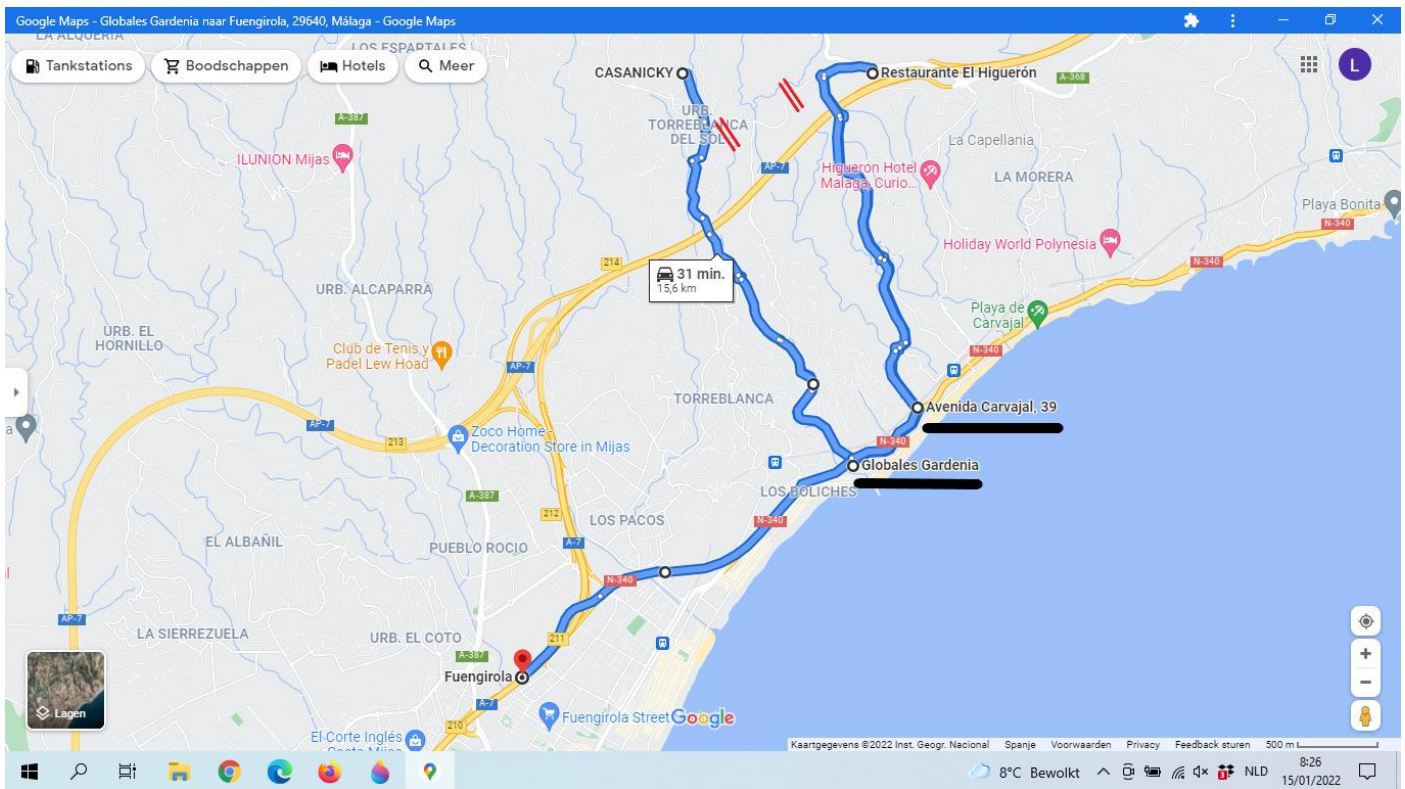 Google Maps - Globales Gardenia naar Fuengirola, 29640, Málaga - Google Maps
LA ALQUERIA
LOS ESPARTALES
Tankstations
Boodschappen
Hotels
Meer
L
CASANICKY
Restaurante El Higuerón
A-368
A-387
URB.
TORREBLANCA
DEL SOL
ILUNION Mijas
La Capellania
AP-7
Higueron Hotel
Malaga, Curio...
LA MORERA
Playa Bonita
N-340
Holiday World Polynesia
N-340
214
31 min.
15,6 km
URB. ALCAPARRA
Playa de
Carvajal
URB. EL
HORNILLO
Club de Tenis y
Padel Lew Hoad
N-340
AP-7
TORREBLANCA
Avenida Carvajal, 39
AP-7
213
Zoco Home -
Decoration Store in Mijas
N-340
Globales Gardenia
A-387
LOS BOLICHES
212
LOS PACOS
N-340
EL ALBAÑIL
PUEBLO ROCIO
A-7
N-340
AP-7
LA SIERREZUELA
URB. EL COTO
211
A-387
Fuengirola
A-7
Lagen
210
Fuengirola Street
Google
El Corte Inglés
Costa Mijas
Kaartgegevens ©2022 Inst. Geogr. Nacional Spanje Voorwaarden Privacy Feedback sturen 500 m
8°C Bewolkt
NLD
8:26
15/01/2022